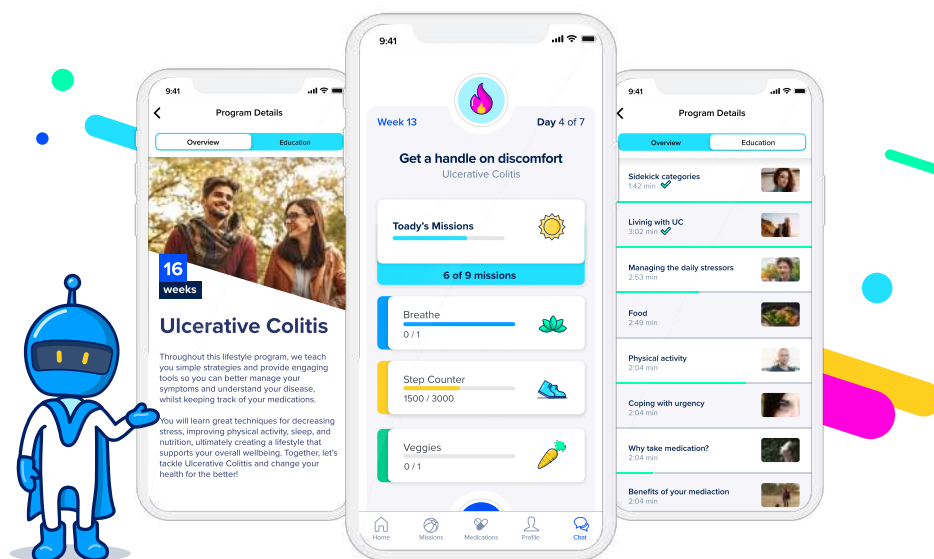 9:41
Program Details
Overview
Education
16
weeks
Ulcerative Colitis
Throughout this lifestyle program, we teach
you simple strategies and provide engaging
tools so you can better manage your
symptoms and understand your disease,
whilst keeping track of your medications.
You will learn great techniques for decreasing
stress, improving physical activity, sleep, and
nutrition, ultimately creating a lifestyle that
supports your overall wellbeing. Together, let's
tackle Ulcerative Colittis and change your
health for the better!
9:41
Week 13
Day 4 of 7
Get a handle on discomfort
Ulcerative Colitis
Toady's Missions
6 of 9 missions
Breathe
0 / 1
Step Counter
1500 / 3000
Veggies
0 / 1
Home
Missions
Medications
Profile
Chat
9:41
Program Details
Overview
Education
Sidekick categories
1:42 min
Livinig with UC
3:02 min
Managing the daily stressors
2:53 min
Food
2:49 min
Physical activity
2:04 min
Coping with urgency
2:04 min
Why take medication?
2:04 min
Benefits of your mediaction
2:04 min